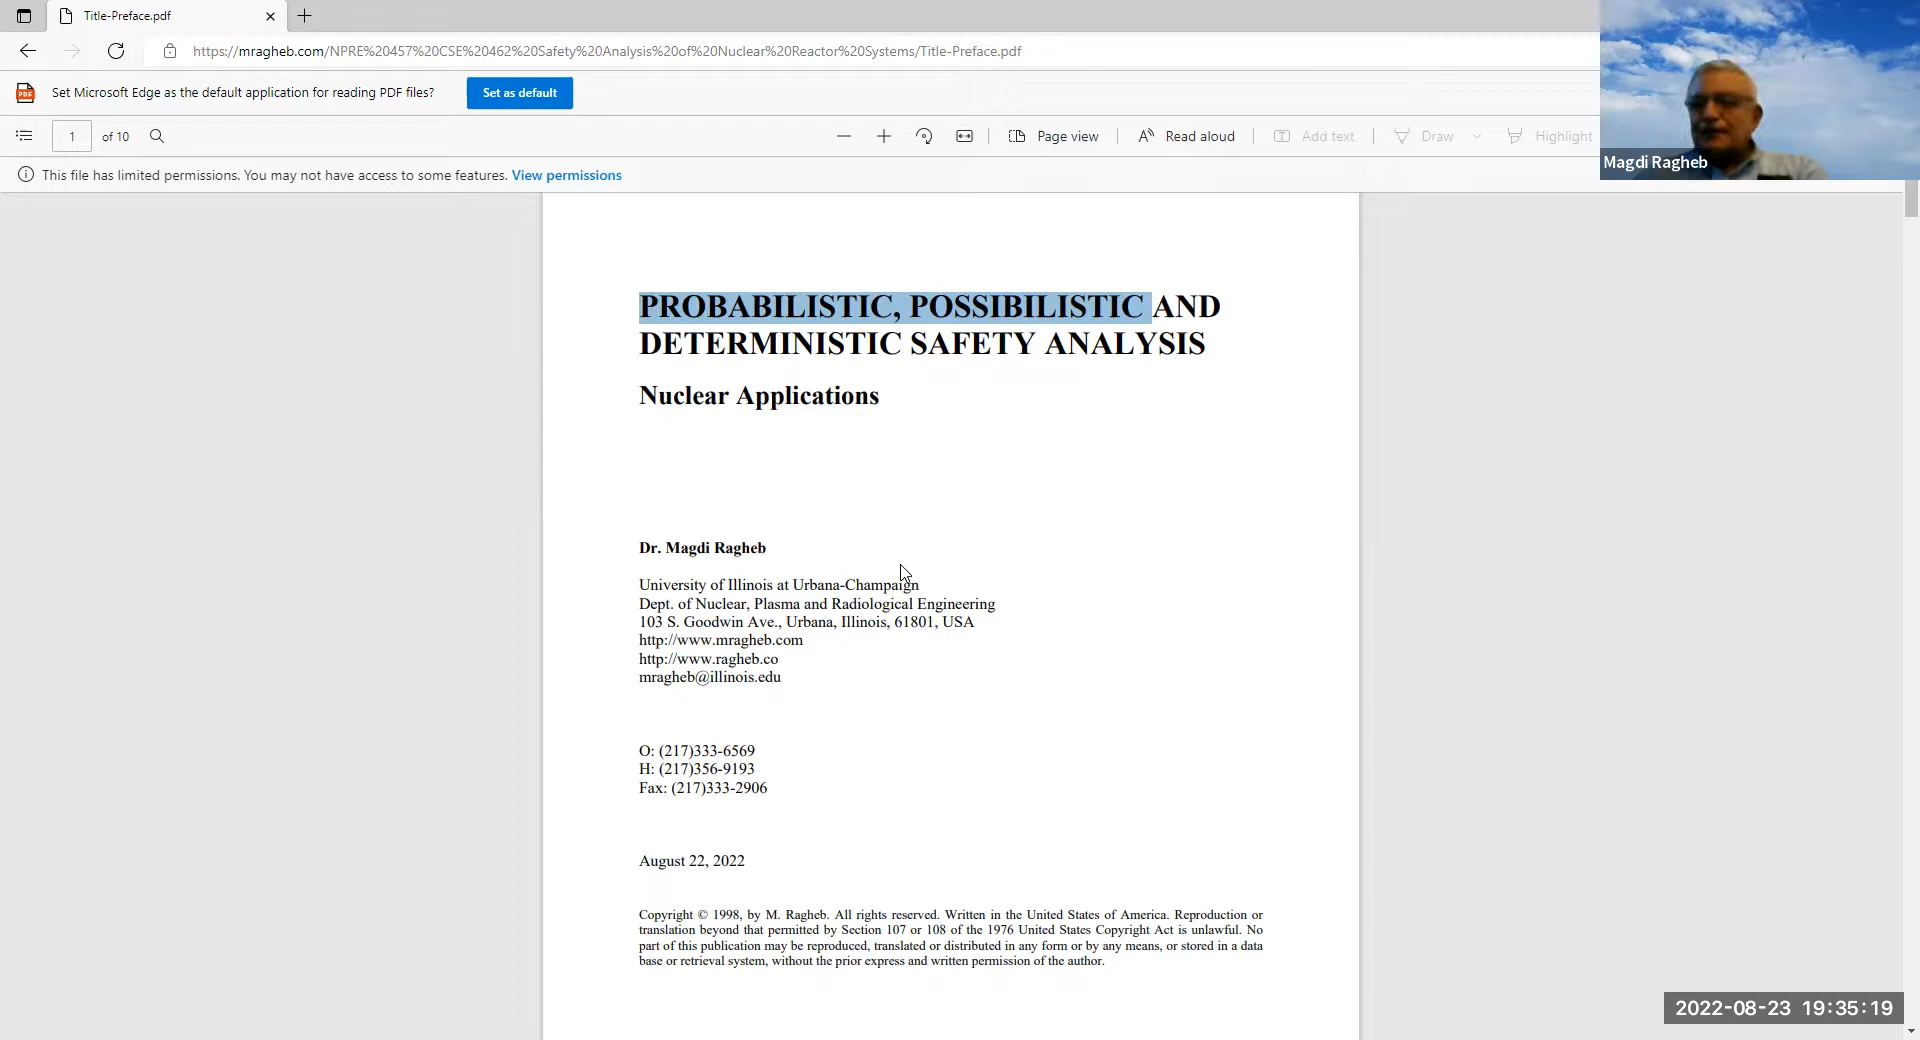 Title-Preface.pdf
https://mragheb.com/NPRE%20457%20CSE%20462%20Safety%20Analysis%20of%20Nuclear%20Reactor%20Systems/Title-Preface.pdf
Set Microsoft Edge as the default application for reading PDF files?
Set as default
1 of 10
Page view
Read aloud
Add text
Draw
Highlight
This file has limited permissions. You may not have access to some features. View permissions
Magdi Ragheb
PROBABILISTIC, POSSIBILISTIC AND
DETERMINISTIC SAFETY ANALYSIS
Nuclear Applications
Dr. Magdi Ragheb
University of Illinois at Urbana-Champaign
Dept. of Nuclear, Plasma and Radiological Engineering
103 S. Goodwin Ave., Urbana, Illinois, 61801, USA
http://www.mragheb.com
http://www.ragheb.co
mragheb@illinois.edu
O: (217)333-6569
H: (217)356-9193
Fax: (217)333-2906
August 22, 2022
Copyright © 1998, by M. Ragheb. All rights reserved. Written in the United States of America. Reproduction or
translation beyond that permitted by Section 107 or 108 of the 1976 United States Copyright Act is unlawful. No
part of this publication may be reproduced, translated or distributed in any form or by any means, or stored in a data
base or retrieval system, without the prior express and written permission of the author.
2022-08-23 19:35:19